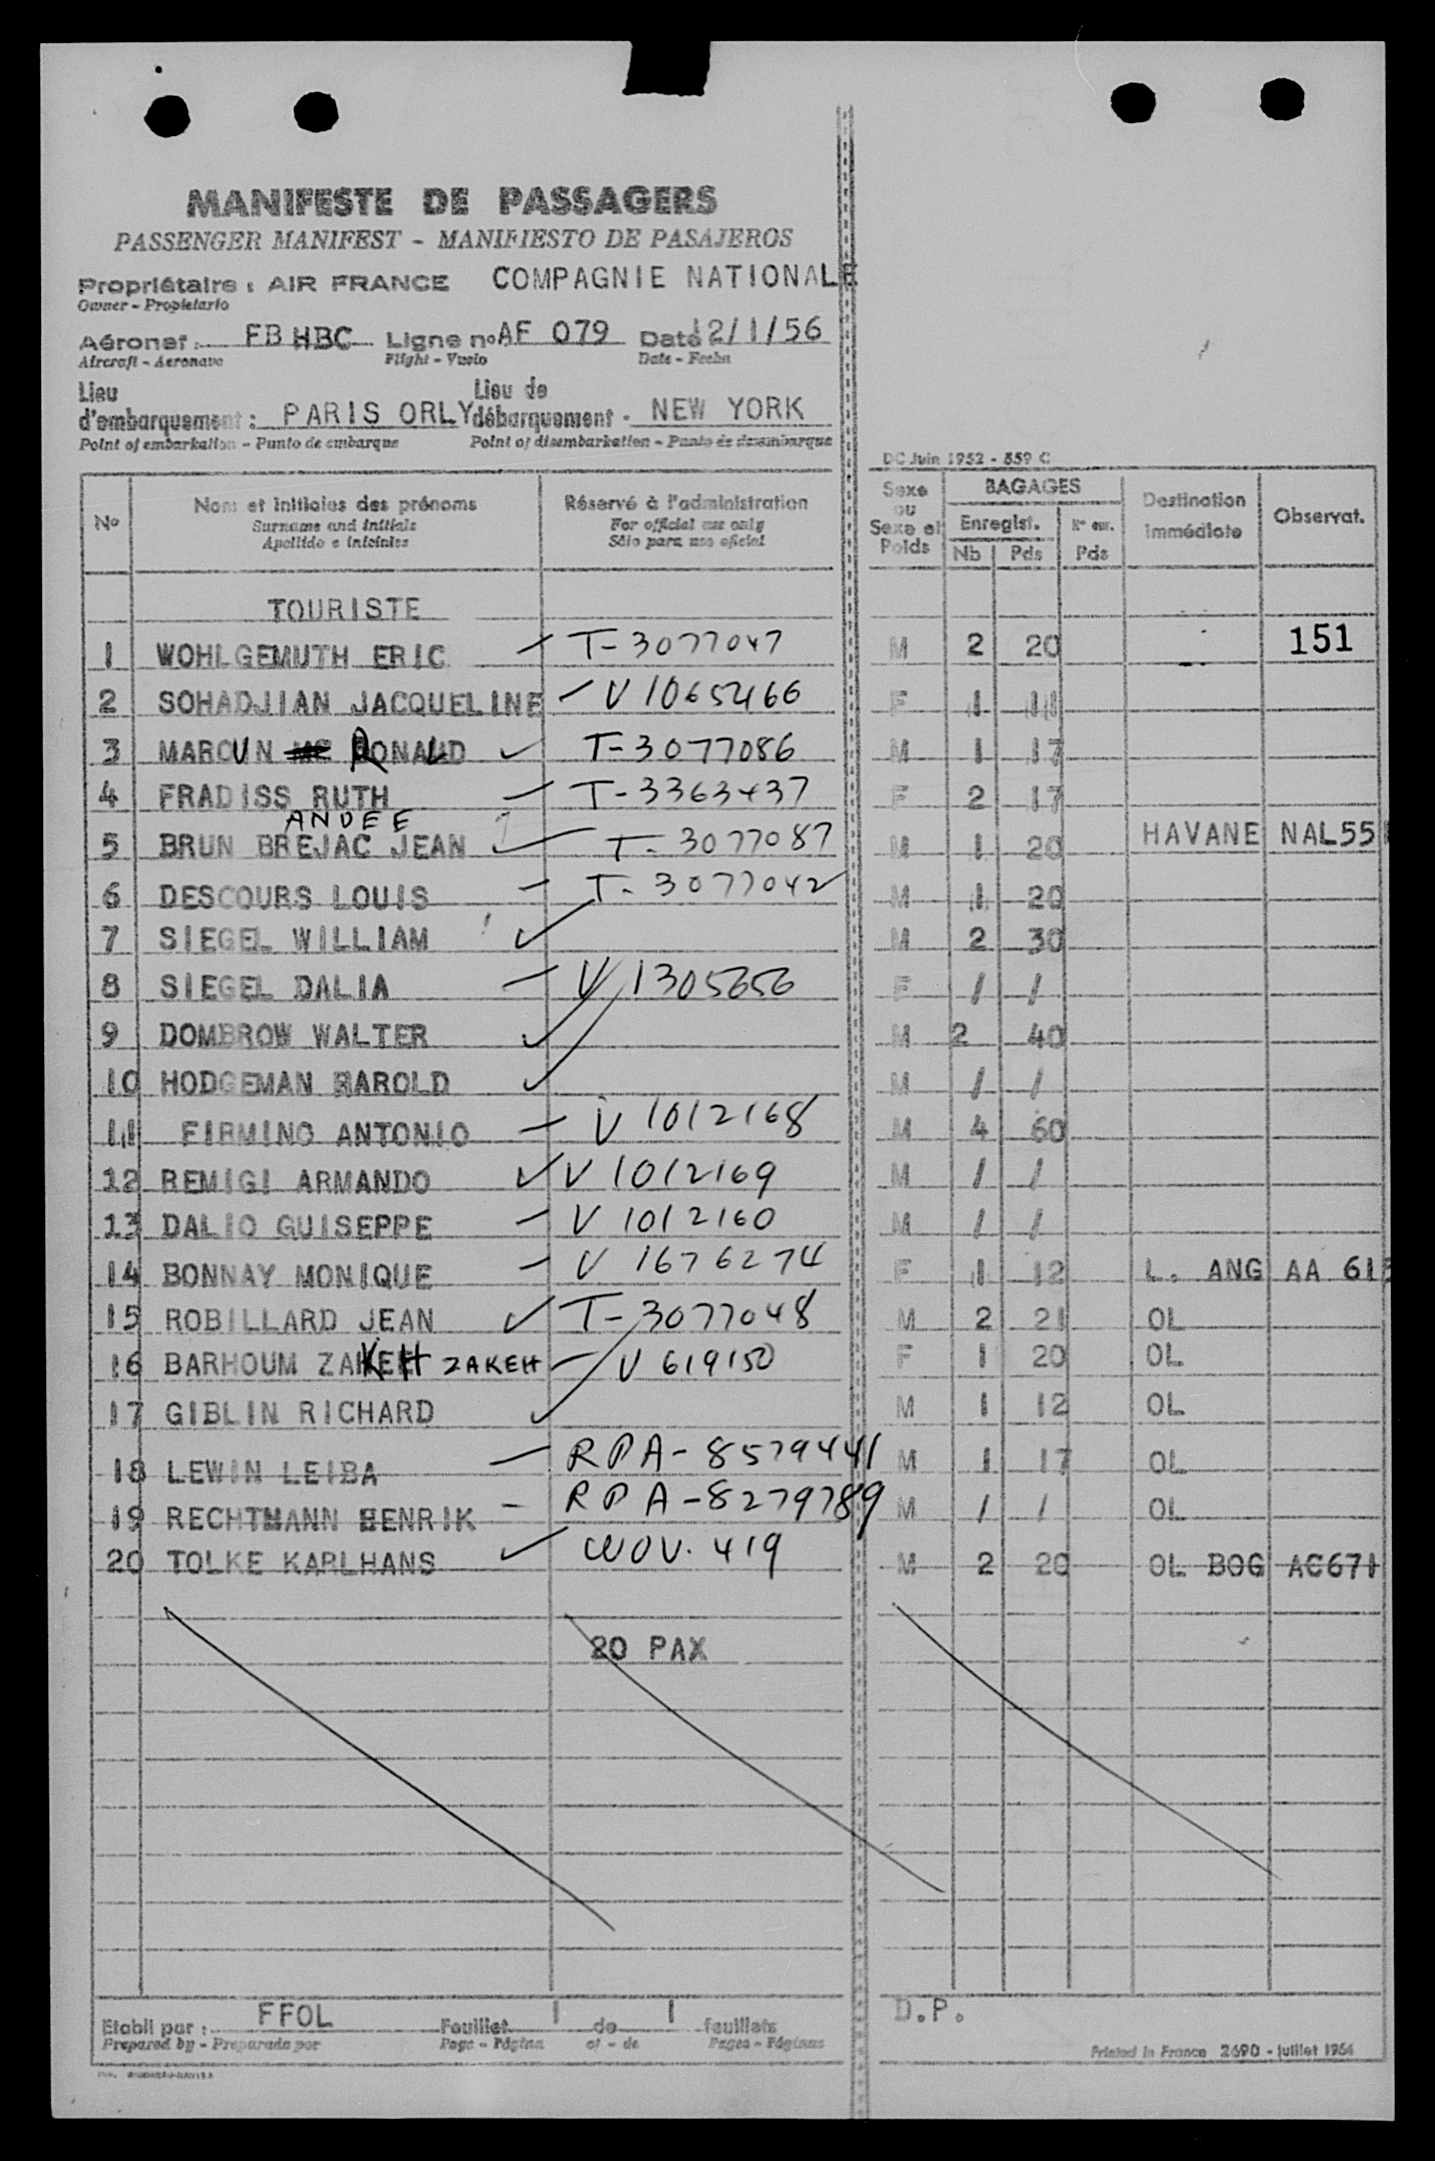 MANIFESTE DE PASSAGERS
PASSENGER MANIFEST - MANIFIESTO DE PASAJEROS
Propriétaire : AIR FRANCE COMPAGNIE NATIONALE
Owner - Propietario
Aéronef : FBHBC Ligne no AF 079 Date 12/1/56
Aircraft - Aeronave Flight - Vuelo Date - Fecha
Lieu d'embarquement : PARIS ORLY Lieu de débarquement - NEW YORK
Point of embarkation - Punto de embarque Point of disembarkation - Punto de desembarque
DC Juin 1952 - 559 C
No Nom et initiales des prénoms Réservé à l'administration Sexe ou Sexe et Poids BAGAGES Destination immédiate Observat.
Surname and initials For official use only Enregist. Nb Pds Pds
Apellido e iniciales Sólo para uso oficial
TOURISTE
1 WOHLGEMUTH ERIC T-3077047 M 2 20 151
2 SOHADJIAN JACQUELINE V 1065466 F 1 11
3 MARCUN RONALD T-3077086 M 1 17
4 FRADISS RUTH T-3363437 F 2 17
ANDEE
5 BRUN BREJAC JEAN T-3077087 M 1 20 HAVANE NAL55
6 DESCOURS LOUIS T-3077042 M 1 20
7 SIEGEL WILLIAM M 2 30
8 SIEGEL DALIA V 1305656 F / /
9 DOMBROW WALTER M 2 40
10 HODGEMAN HAROLD M / /
11 FIRMINO ANTONIO V 1012168 M 4 60
12 REMIGI ARMANDO V 1012169 M / /
13 DALIO GUISEPPE V 1012160 M / /
14 BONNAY MONIQUE V 1676274 F 1 12 L. ANG AA 61
15 ROBILLARD JEAN T-3077048 M 2 21 OL
16 BARHOUM ZAKEH ZAKEH V 619150 F 1 20 OL
17 GIBLIN RICHARD M 1 12 OL
18 LEWIN LEIBA RPA-8579441 M 1 17 OL
19 RECHTMANN HENRIK RPA-8279789 M / / OL
20 TOLKE KARLHANS WOV. 419 M 2 20 OL BOG AC671
20 PAX
Etabli par : FFOL Feuillet 1 de 1 feuillets D.P.
Prepared by - Preparado por Page - Página of - de Pages - Páginas
Printed in France 2690 - juillet 1954